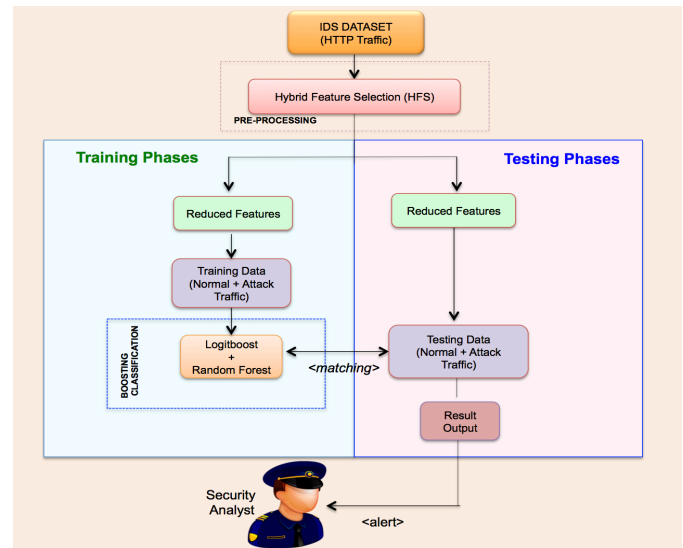 IDS DATASET
(HTTP Traffic)
Hybrid Feature Selection (HFS)
PRE-PROCESSING
Training Phases
Testing Phases
Reduced Features
Reduced Features
Training Data
(Normal + Attack
Traffic)
BOOSTING
CLASSIFICATION
Logitboost
+
Random Forest
<matching>
Testing Data
(Normal + Attack
Traffic)
Result
Output
Security
Analyst
<alert>